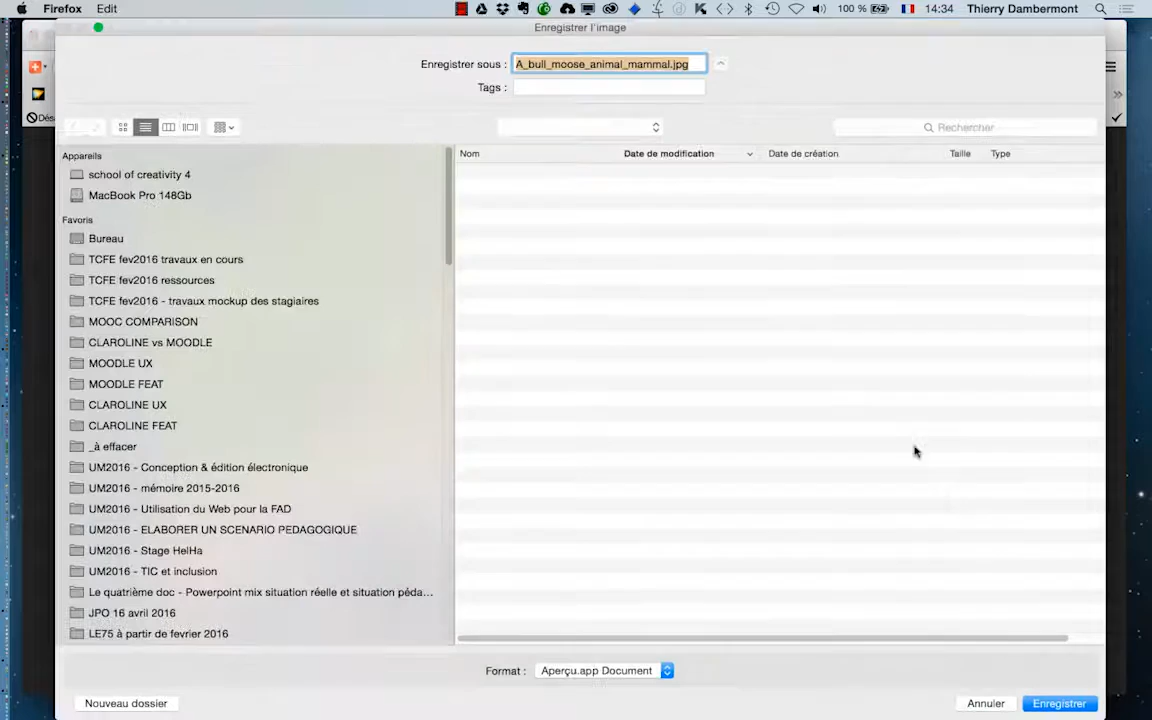 Firefox Edit 100 % 14:34 Thierry Dambermont
Enregistrer l'image
Enregistrer sous : A_bull_moose_animal_mammal.jpg
Tags :
Rechercher
Désa
Appareils
Nom Date de modification Date de création Taille Type
school of creativity 4
MacBook Pro 148Gb
Favoris
Bureau
TCFE fev2016 travaux en cours
TCFE fev2016 ressources
TCFE fev2016 - travaux mockup des stagiaires
MOOC COMPARISON
CLAROLINE vs MOODLE
MOODLE UX
MOODLE FEAT
CLAROLINE UX
CLAROLINE FEAT
_à effacer
UM2016 - Conception & édition électronique
UM2016 - mémoire 2015-2016
UM2016 - Utilisation du Web pour la FAD
UM2016 - ELABORER UN SCENARIO PEDAGOGIQUE
UM2016 - Stage HelHa
UM2016 - TIC et inclusion
Le quatrième doc - Powerpoint mix situation réelle et situation péda...
JPO 16 avril 2016
LE75 à partir de fevrier 2016
Format : Aperçu.app Document
Nouveau dossier Annuler Enregistrer